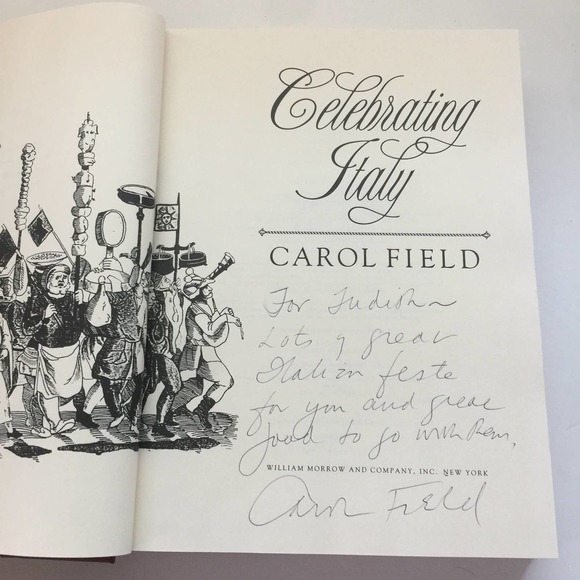 Celebrating
Italy
CAROL FIELD
For Judith
Lots of great
Italian feste
for you and great
food to go with them,
WILLIAM MORROW AND COMPANY, INC. NEW YORK
Carol Field